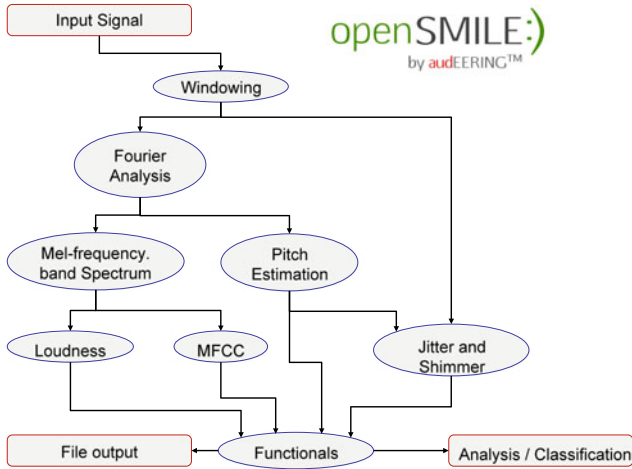 Input Signal
openSMILE:)
by audEERING™
Windowing
Fourier
Analysis
Mel-frequency.
band Spectrum
Pitch
Estimation
Loudness
MFCC
Jitter and
Shimmer
File output
Functionals
Analysis / Classification